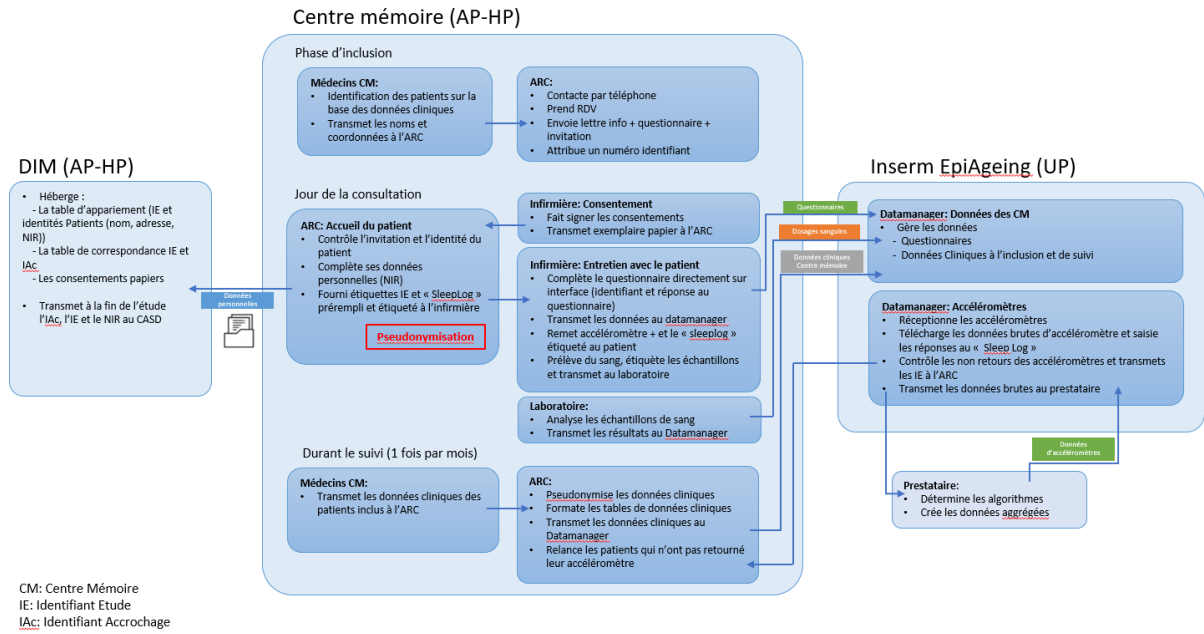 Centre mémoire (AP-HP)
Phase d'inclusion
Médecins CM:
• Identification des patients sur la
base des données cliniques
• Transmet les noms et
coordonnées à l'ARC
ARC:
• Contacte par téléphone
• Prend RDV
• Envoie lettre info + questionnaire +
invitation
• Attribue un numéro identifiant
DIM (AP-HP)
• Héberge :
- La table d'appariement (IE et
identités Patients (nom, adresse,
NIR))
- La table de correspondance IE et
IAc
- Les consentements papiers
• Transmet à la fin de l'étude
l'IAc, l'IE et le NIR au CASD
Données
personnelles
Jour de la consultation
ARC: Accueil du patient
• Contrôle l'invitation et l'identité du
patient
• Complète ses données
personnelles (NIR)
• Fourni étiquettes IE et « SleepLog »
prérempli et étiqueté à l'infirmière
Pseudonymisation
Infirmière: Consentement
• Fait signer les consentements
• Transmet exemplaire papier à l'ARC
Infirmière: Entretien avec le patient
• Complète le questionnaire directement sur
interface (identifiant et réponse au
questionnaire)
• Transmet les données au datamanager
• Remet accéléromètre + et le « sleeplog »
étiqueté au patient
• Prélève du sang, étiquète les échantillons
et transmet au laboratoire
Laboratoire:
• Analyse les échantillons de sang
• Transmet les résultats au Datamanager
Durant le suivi (1 fois par mois)
Médecins CM:
• Transmet les données cliniques des
patients inclus à l'ARC
ARC:
• Pseudonymise les données cliniques
• Formate les tables de données cliniques
• Transmet les données cliniques au
Datamanager
• Relance les patients qui n'ont pas retourné
leur accéléromètre
Inserm EpiAgeing (UP)
Questionnaires
Dosages sanguins
Données cliniques
Centre mémoire
Datamanager: Données des CM
• Gère les données
- Questionnaires
- Données Cliniques à l'inclusion et de suivi
Datamanager: Accéléromètres
• Réceptionne les accéléromètres
• Télécharge les données brutes d'accéléromètre et saisie
les réponses au « Sleep Log »
• Contrôle les non retours des accéléromètres et transmets
les IE à l'ARC
• Transmet les données brutes au prestataire
Données
d'accéléromètres
Prestataire:
• Détermine les algorithmes
• Crée les données aggrégées
CM: Centre Mémoire
IE: Identifiant Etude
IAc: Identifiant Accrochage